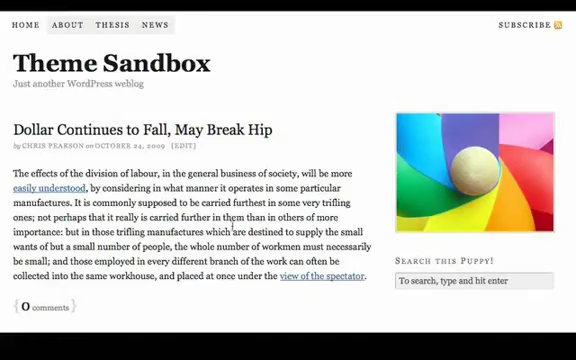 HOME ABOUT THESIS NEWS SUBSCRIBE
Theme Sandbox
Just another WordPress weblog
Dollar Continues to Fall, May Break Hip
by CHRIS PEARSON on OCTOBER 24, 2009 [EDIT]
The effects of the division of labour, in the general business of society, will be more
easily understood, by considering in what manner it operates in some particular
manufactures. It is commonly supposed to be carried furthest in some very trifling
ones; not perhaps that it really is carried further in them than in others of more
importance: but in those trifling manufactures which are destined to supply the small
wants of but a small number of people, the whole number of workmen must necessarily
be small; and those employed in every different branch of the work can often be
collected into the same workhouse, and placed at once under the view of the spectator.
{ 0 comments }
SEARCH THIS PUPPY!
To search, type and hit enter